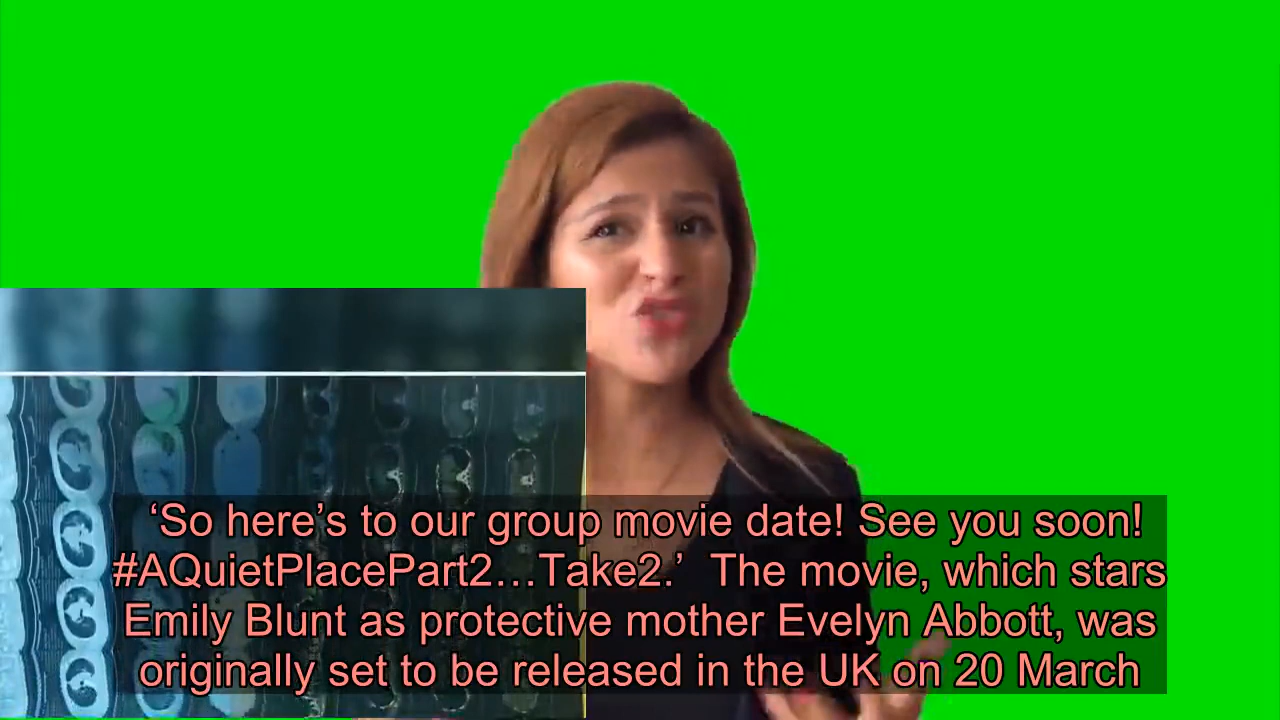 ‘So here’s to our group movie date! See you soon!
#AQuietPlacePart2…Take2.’  The movie, which stars
Emily Blunt as protective mother Evelyn Abbott, was
originally set to be released in the UK on 20 March